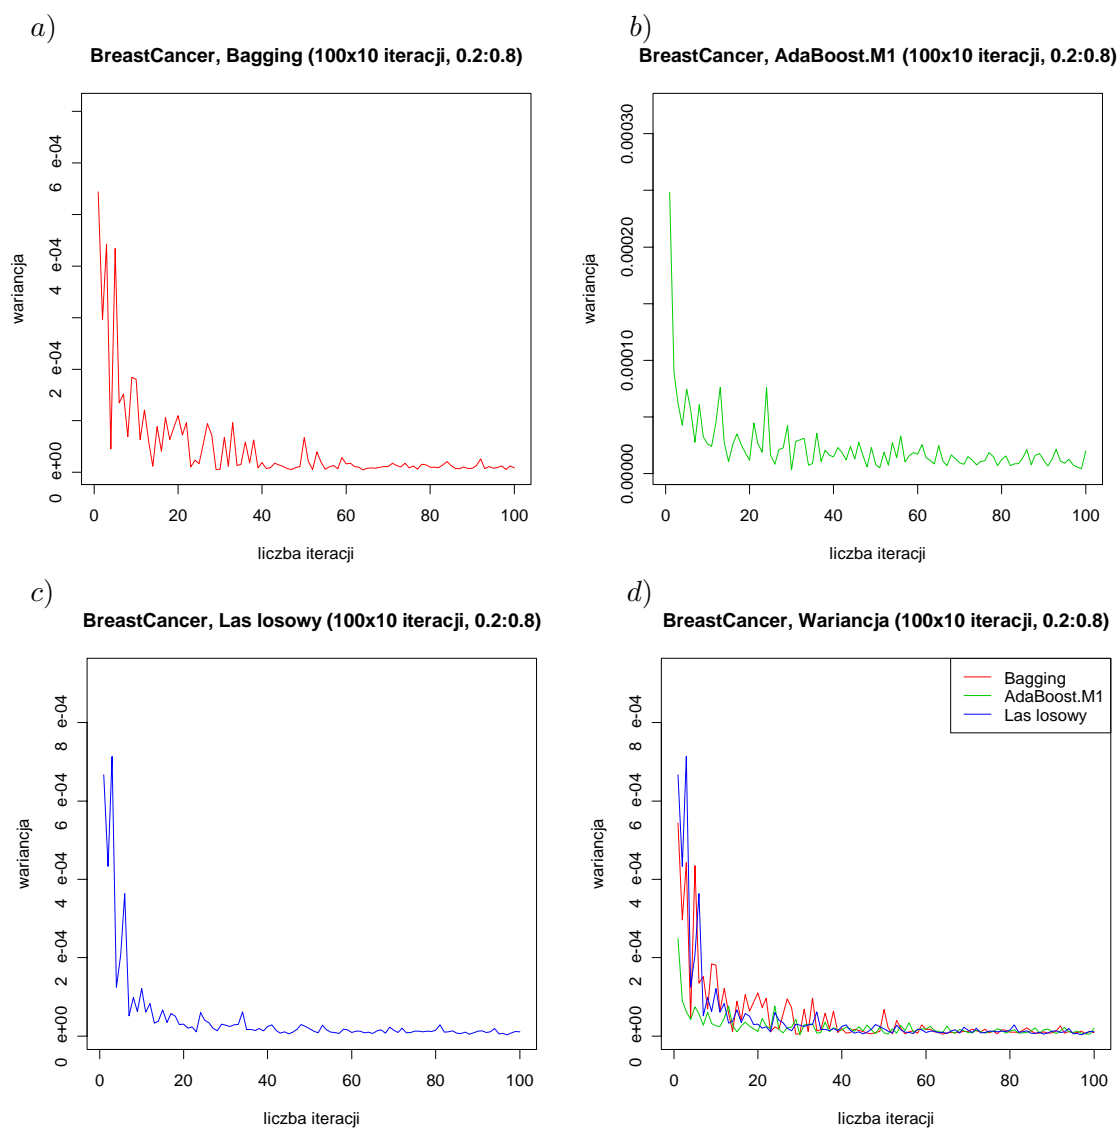 a)
BreastCancer, Bagging (100x10 iteracji, 0.2:0.8)
wariancja
0 e+00
2 e-04
4 e-04
6 e-04
0 20 40 60 80 100
liczba iteracji
b)
BreastCancer, AdaBoost.M1 (100x10 iteracji, 0.2:0.8)
wariancja
0.00000
0.00010
0.00020
0.00030
0 20 40 60 80 100
liczba iteracji
c)
BreastCancer, Las losowy (100x10 iteracji, 0.2:0.8)
wariancja
0 e+00
2 e-04
4 e-04
6 e-04
8 e-04
0 20 40 60 80 100
liczba iteracji
d)
BreastCancer, Wariancja (100x10 iteracji, 0.2:0.8)
Bagging
AdaBoost.M1
Las losowy
wariancja
0 e+00
2 e-04
4 e-04
6 e-04
8 e-04
0 20 40 60 80 100
liczba iteracji